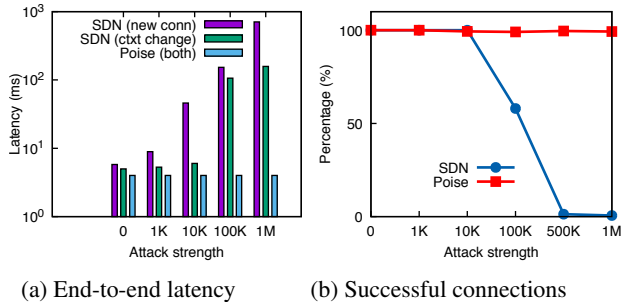 SDN (new conn)
SDN (ctxt change)
Poise (both)
10³
10²
10¹
10⁰
Latency (ms)
0 1K 10K 100K 1M
Attack strength
(a) End-to-end latency
100
50
0
Percentage (%)
SDN
Poise
0 1K 10K 100K 500K 1M
Attack strength
(b) Successful connections